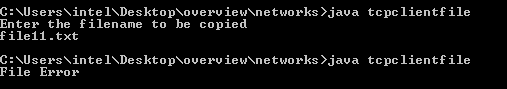 C:\Users\intel\Desktop\overview\networks>java tcpclientfile
Enter the filename to be copied
file11.txt
C:\Users\intel\Desktop\overview\networks>java tcpclientfile
File Error